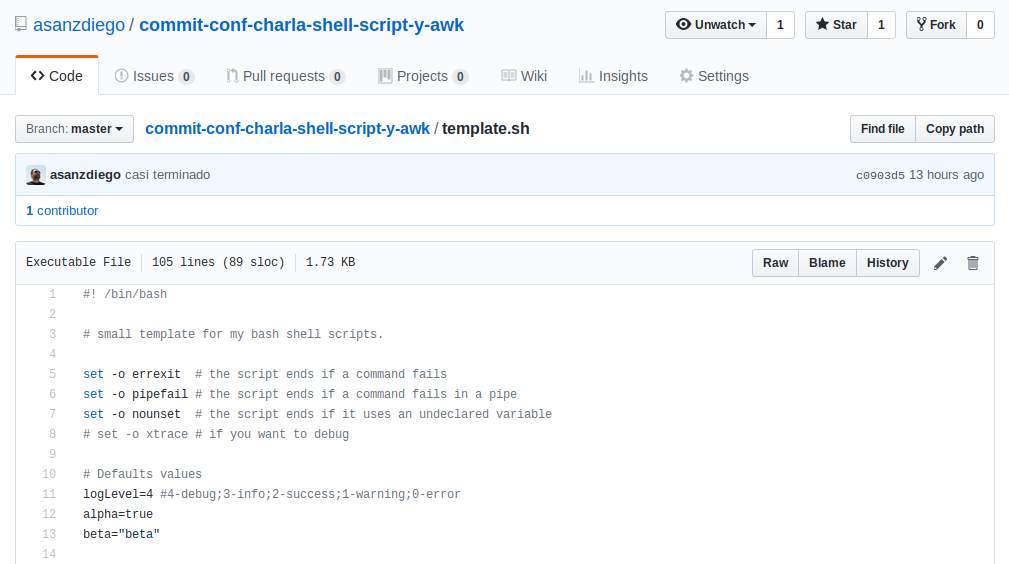 asanzdiego / commit-conf-charla-shell-script-y-awk Unwatch 1 Star 1 Fork 0
Code Issues 0 Pull requests 0 Projects 0 Wiki Insights Settings
Branch: master commit-conf-charla-shell-script-y-awk / template.sh Find file Copy path
asanzdiego casi terminado c0903d5 13 hours ago
1 contributor
Executable File 105 lines (89 sloc) 1.73 KB Raw Blame History
1 #! /bin/bash
2
3 # small template for my bash shell scripts.
4
5 set -o errexit # the script ends if a command fails
6 set -o pipefail # the script ends if a command fails in a pipe
7 set -o nounset # the script ends if it uses an undeclared variable
8 # set -o xtrace # if you want to debug
9
10 # Defaults values
11 logLevel=4 #4-debug;3-info;2-success;1-warning;0-error
12 alpha=true
13 beta="beta"
14